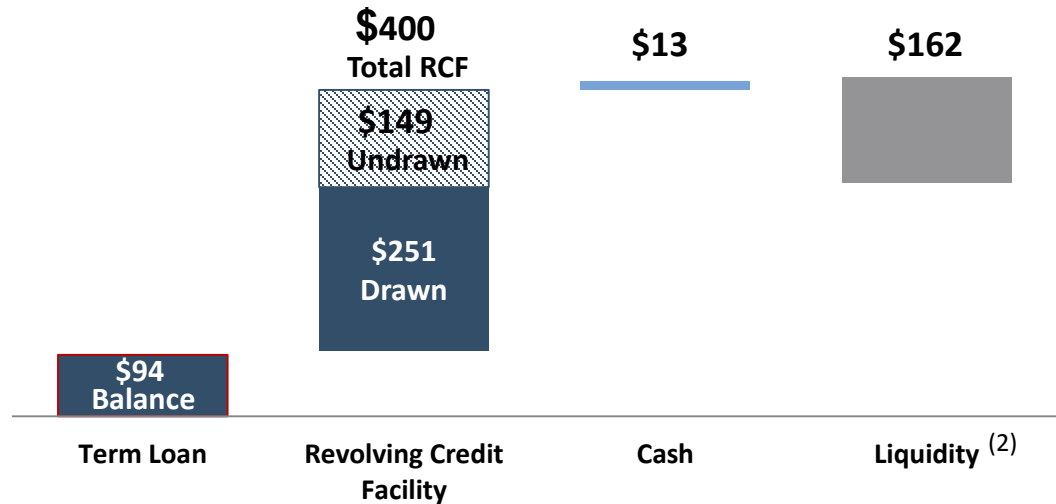 $400
Total RCF
$13
$162
$149
Undrawn
$251
Drawn
$94
Balance
Term Loan
Revolving Credit
Facility
Cash
Liquidity (2)